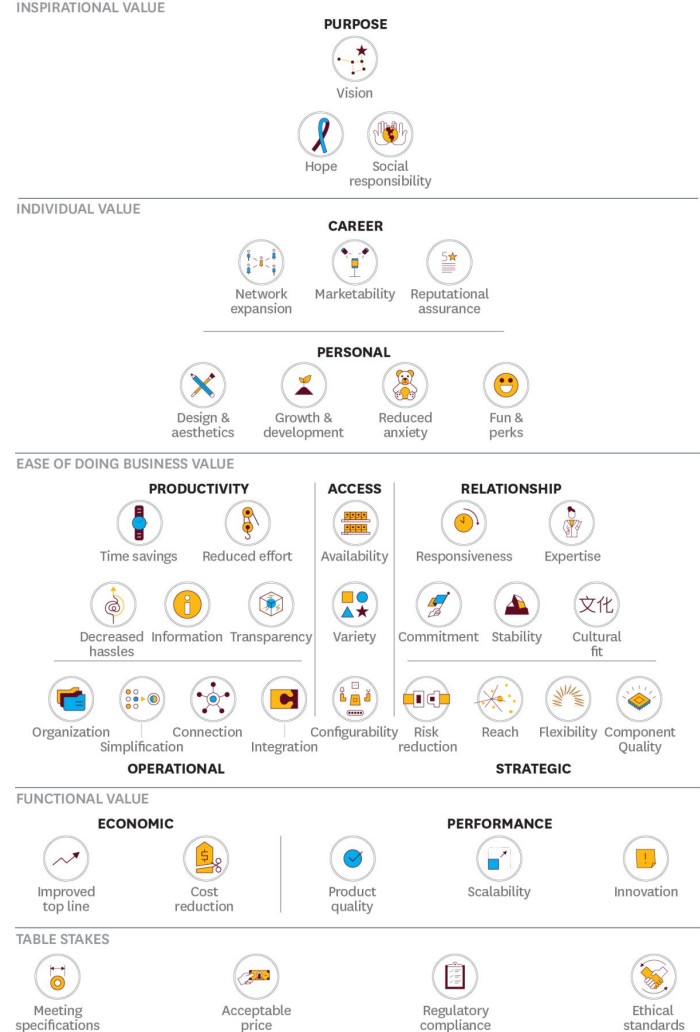 INSPIRATIONAL VALUE
PURPOSE
Vision
Hope
Social
responsibility
INDIVIDUAL VALUE
CAREER
Network
expansion
Marketability
5
Reputational
assurance
PERSONAL
Design &
aesthetics
Growth &
development
Reduced
anxiety
Fun &
perks
EASE OF DOING BUSINESS VALUE
PRODUCTIVITY
ACCESS
RELATIONSHIP
Time savings
Reduced effort
Availability
Responsiveness
Expertise
i
文化
Decreased
hassles
Information
Transparency
Variety
Commitment
Stability
Cultural
fit
Organization
Simplification
Connection
Integration
Configurability
Risk
reduction
Reach
Flexibility
Component
Quality
OPERATIONAL
STRATEGIC
FUNCTIONAL VALUE
ECONOMIC
PERFORMANCE
$
!
Improved
top line
Cost
reduction
Product
quality
Scalability
Innovation
TABLE STAKES
Meeting
specifications
Acceptable
price
Regulatory
compliance
Ethical
standards